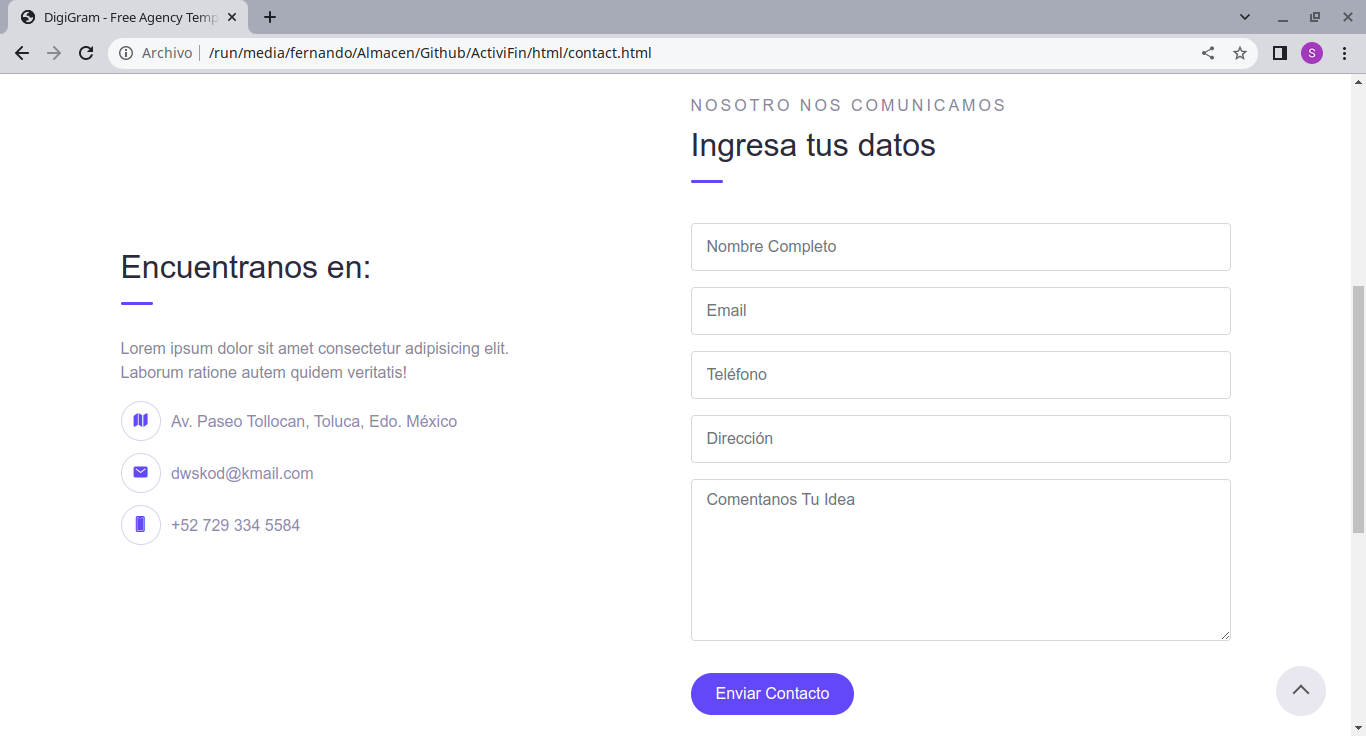 DigiGram - Free Agency Temp
Archivo
/run/media/fernando/Almacen/Github/ActiviFin/html/contact.html
S
NOSOTRO NOS COMUNICAMOS
Ingresa tus datos
Nombre Completo
Email
Teléfono
Dirección
Comentanos Tu Idea
Enviar Contacto
Encuentranos en:
Lorem ipsum dolor sit amet consectetur adipisicing elit.
Laborum ratione autem quidem veritatis!
Av. Paseo Tollocan, Toluca, Edo. México
dwskod@kmail.com
+52 729 334 5584